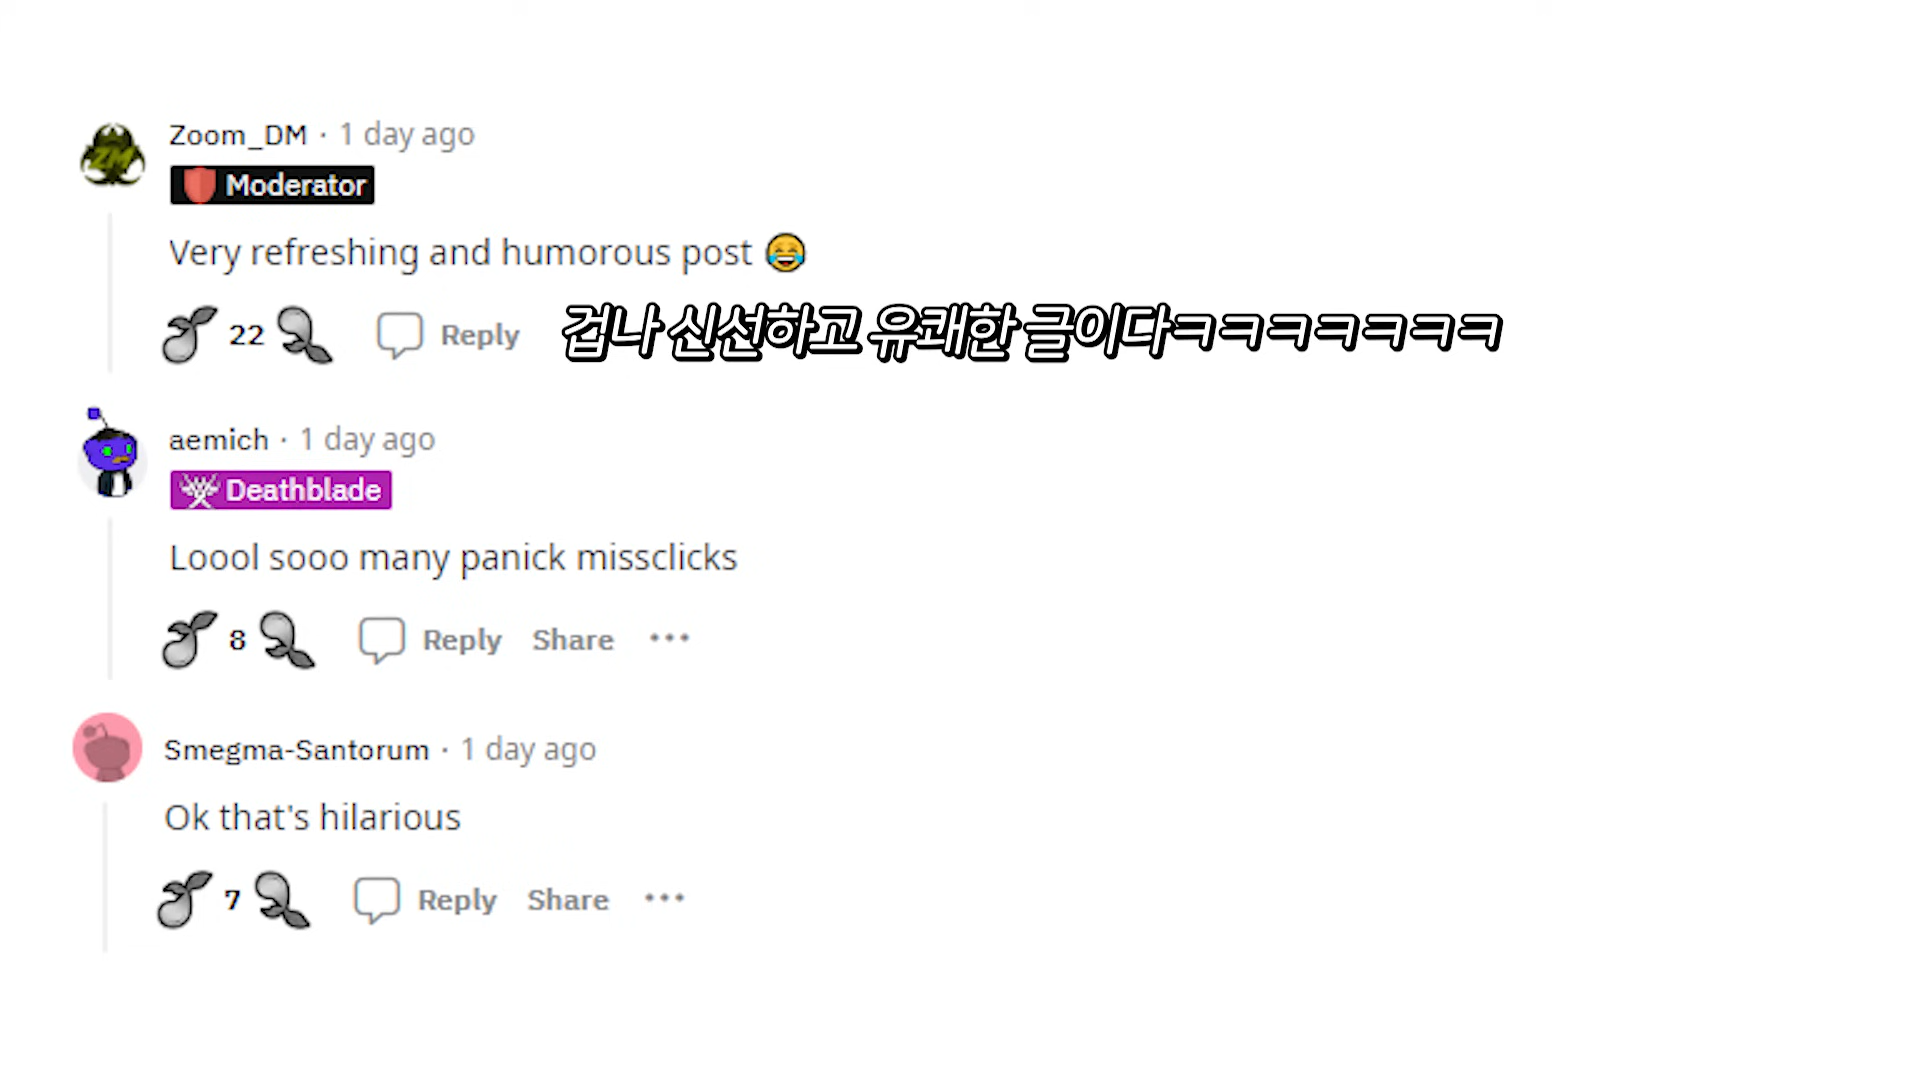 Zoom_DM · 1 day ago
Moderator
Very refreshing and humorous post 😂
22 Reply 겁나 신선하고 유쾌한 글이다ㅋㅋㅋㅋㅋㅋㅋ
aemich · 1 day ago
Deathblade
Loool sooo many panick missclicks
8 Reply Share ···
Smegma-Santorum · 1 day ago
Ok that's hilarious
7 Reply Share ···